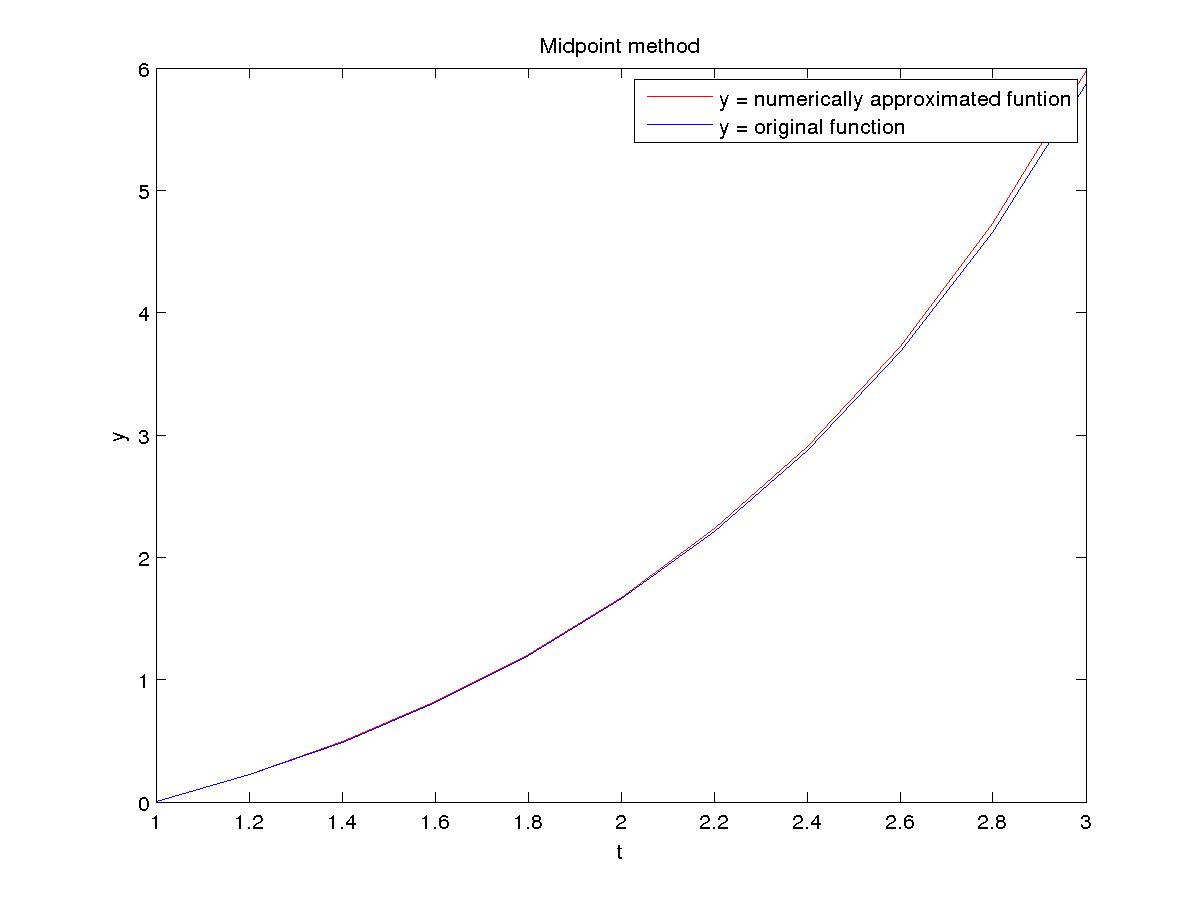 Midpoint method
6
y = numerically approximated funtion
y = original function
5
4
3
y
2
1
0
1 1.2 1.4 1.6 1.8 2 2.2 2.4 2.6 2.8 3
t